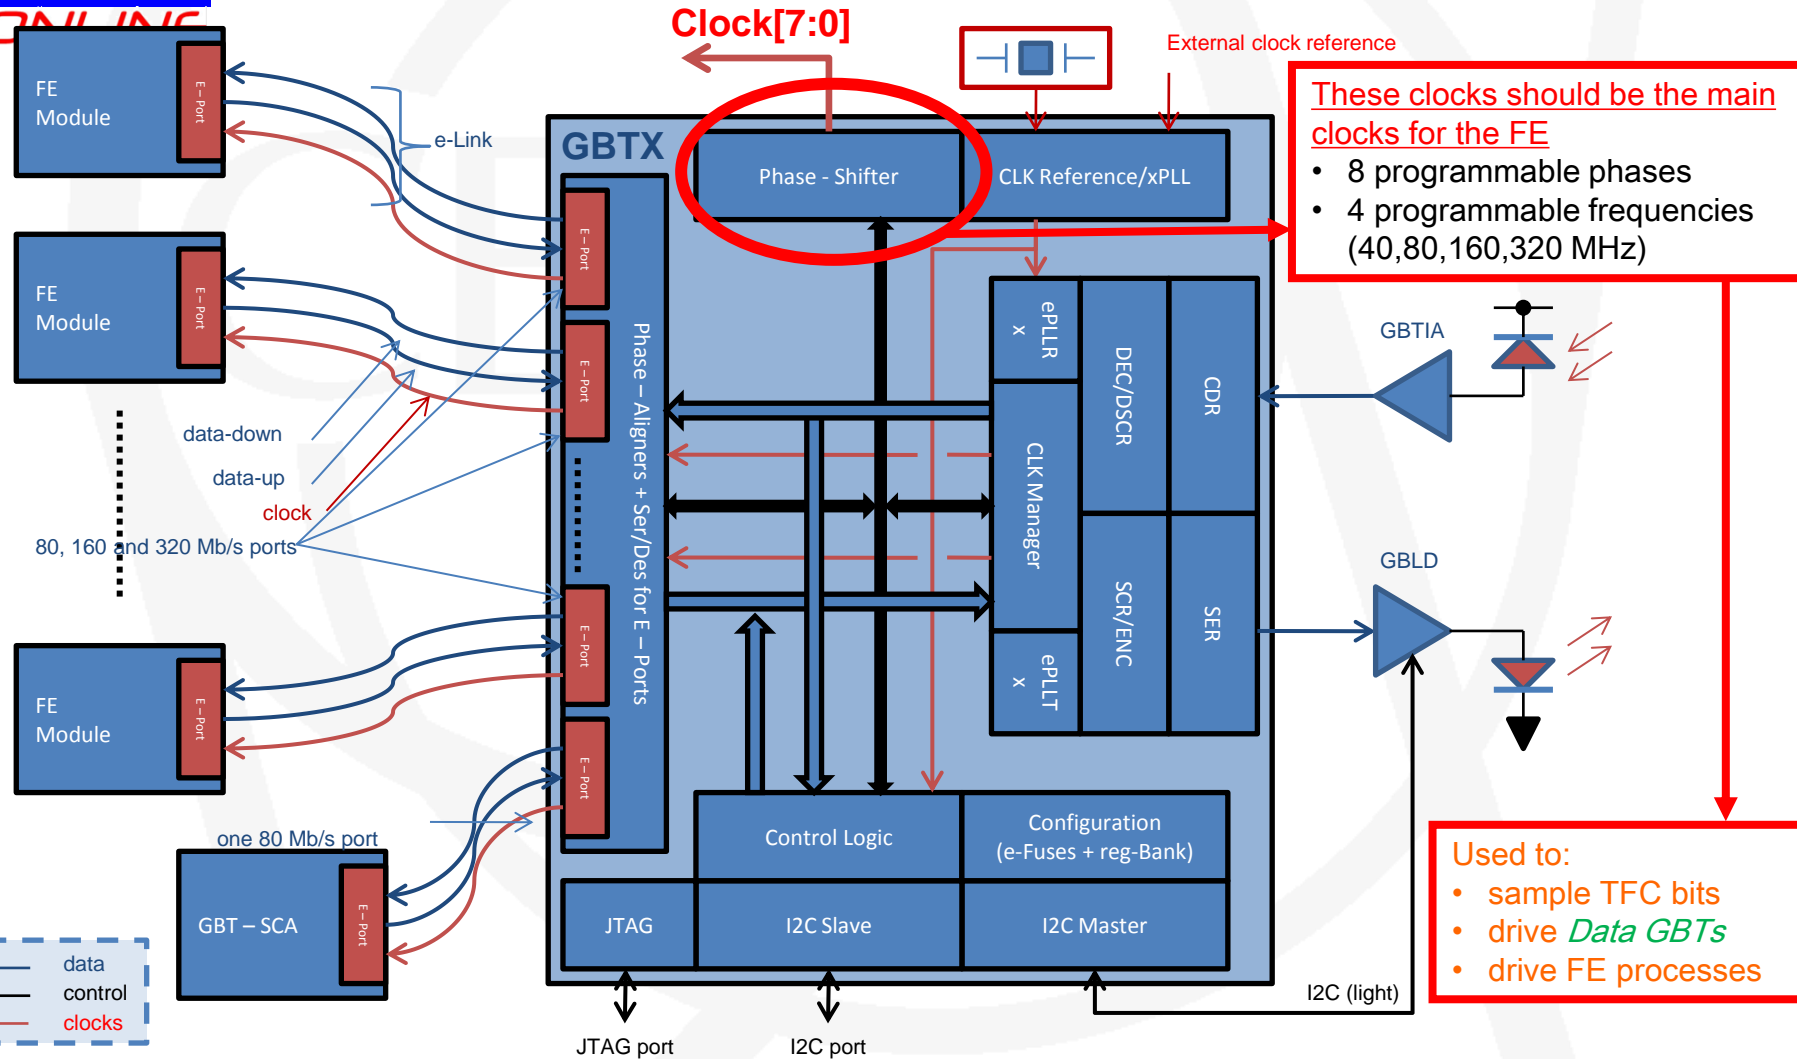 ONLINE
Clock[7:0]
External clock reference
FE
Module
E – Port
e-Link
GBTX
Phase - Shifter
CLK Reference/xPLL
These clocks should be the main
clocks for the FE
• 8 programmable phases
• 4 programmable frequencies
(40,80,160,320 MHz)
E – Port
FE
Module
E – Port
E – Port
Phase – Aligners + Ser/Des for E – Ports
ePLLR
x
CLK Manager
ePLLT
x
DEC/DSCR
SCR/ENC
CDR
SER
GBTIA
GBLD
data-down
data-up
clock
80, 160 and 320 Mb/s ports
E – Port
FE
Module
E – Port
E – Port
one 80 Mb/s port
GBT – SCA
E – Port
Control Logic
Configuration
(e-Fuses + reg-Bank)
JTAG
I2C Slave
I2C Master
Used to:
• sample TFC bits
• drive Data GBTs
• drive FE processes
data
control
clocks
I2C (light)
JTAG port
I2C port